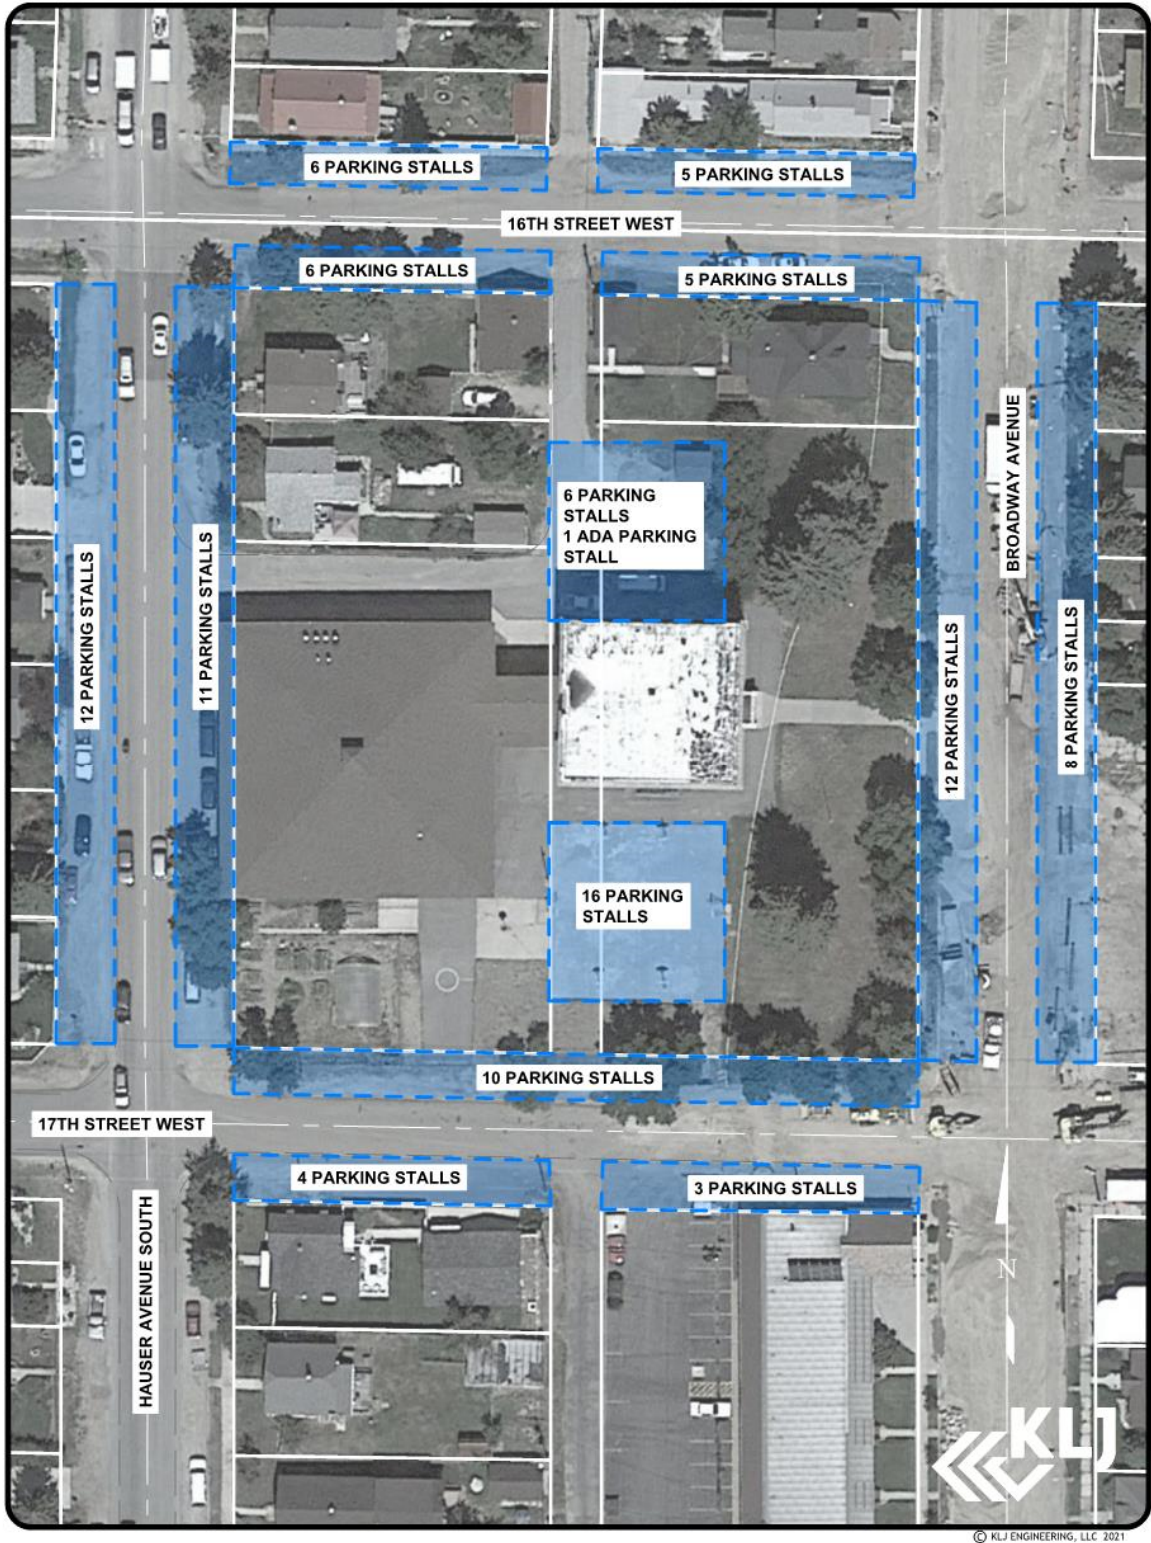 6 PARKING STALLS
5 PARKING STALLS
16TH STREET WEST
6 PARKING STALLS
5 PARKING STALLS
12 PARKING STALLS
11 PARKING STALLS
6 PARKING
STALLS
1 ADA PARKING
STALL
BROADWAY AVENUE
12 PARKING STALLS
8 PARKING STALLS
16 PARKING
STALLS
10 PARKING STALLS
17TH STREET WEST
4 PARKING STALLS
3 PARKING STALLS
HAUSER AVENUE SOUTH
N
KLJ
© KLJ ENGINEERING, LLC 2021